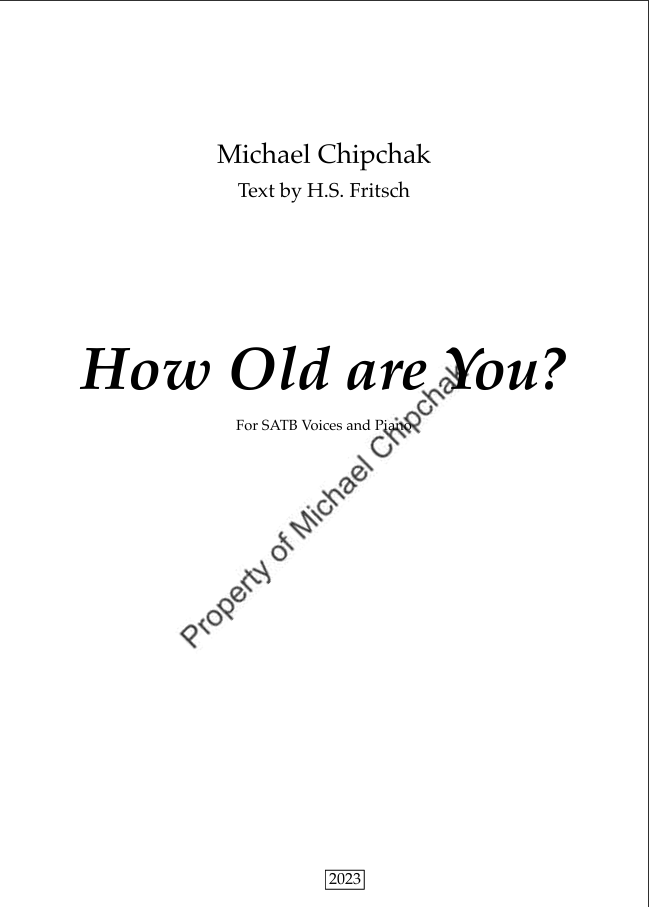 Michael Chipchak
Text by H.S. Fritsch
How Old are You?
For SATB Voices and Piano
Property of Michael Chipchak
2023